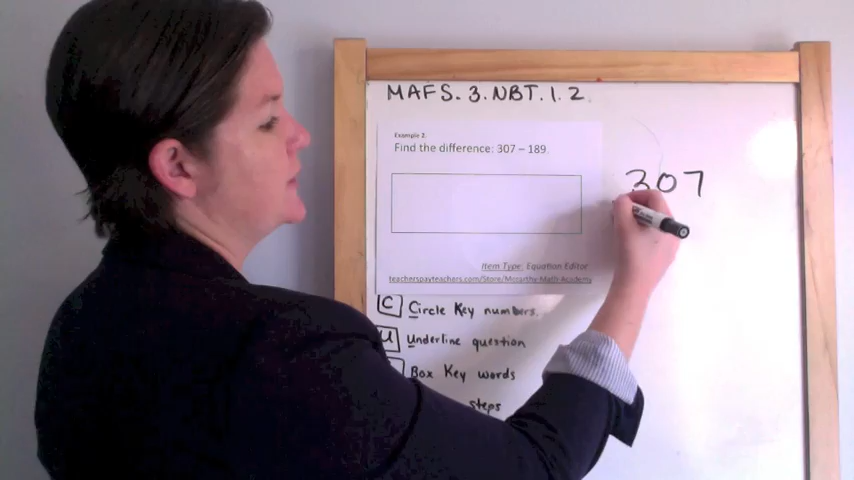 MAFS.3.NBT.1.2
Example 2.
Find the difference: 307 – 189.
307
Item Type: Equation Editor
teacherspayteachers.com/Store/Mccarthy-Math-Academy
C Circle Key numbers.
U Underline question
Box Key words
steps